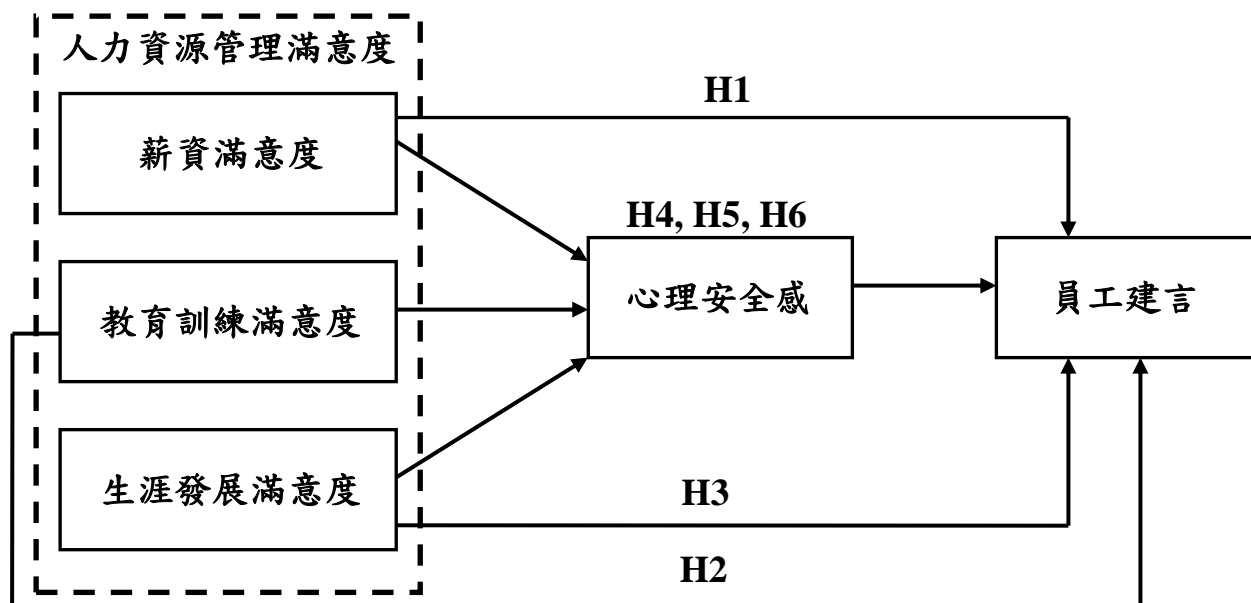 人力資源管理滿意度
H1
薪資滿意度
H4, H5, H6
心理安全感
員工建言
教育訓練滿意度
生涯發展滿意度
H3
H2